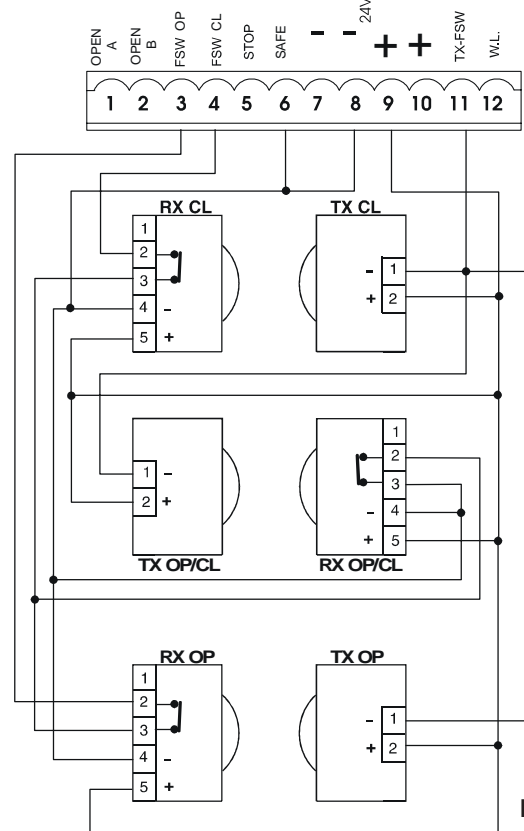 OPEN A
OPEN B
FSW OP
FSW CL
STOP
SAFE
-
-
24V
+
+
TX-FSW
W.L.
1 2 3 4 5 6 7 8 9 10 11 12
RX CL
1
2
3
4 -
5 +
TX CL
- 1
+ 2
1 -
2 +
TX OP/CL
1
2
3
- 4
+ 5
RX OP/CL
RX OP
1
2
3
4 -
5 +
TX OP
- 1
+ 2